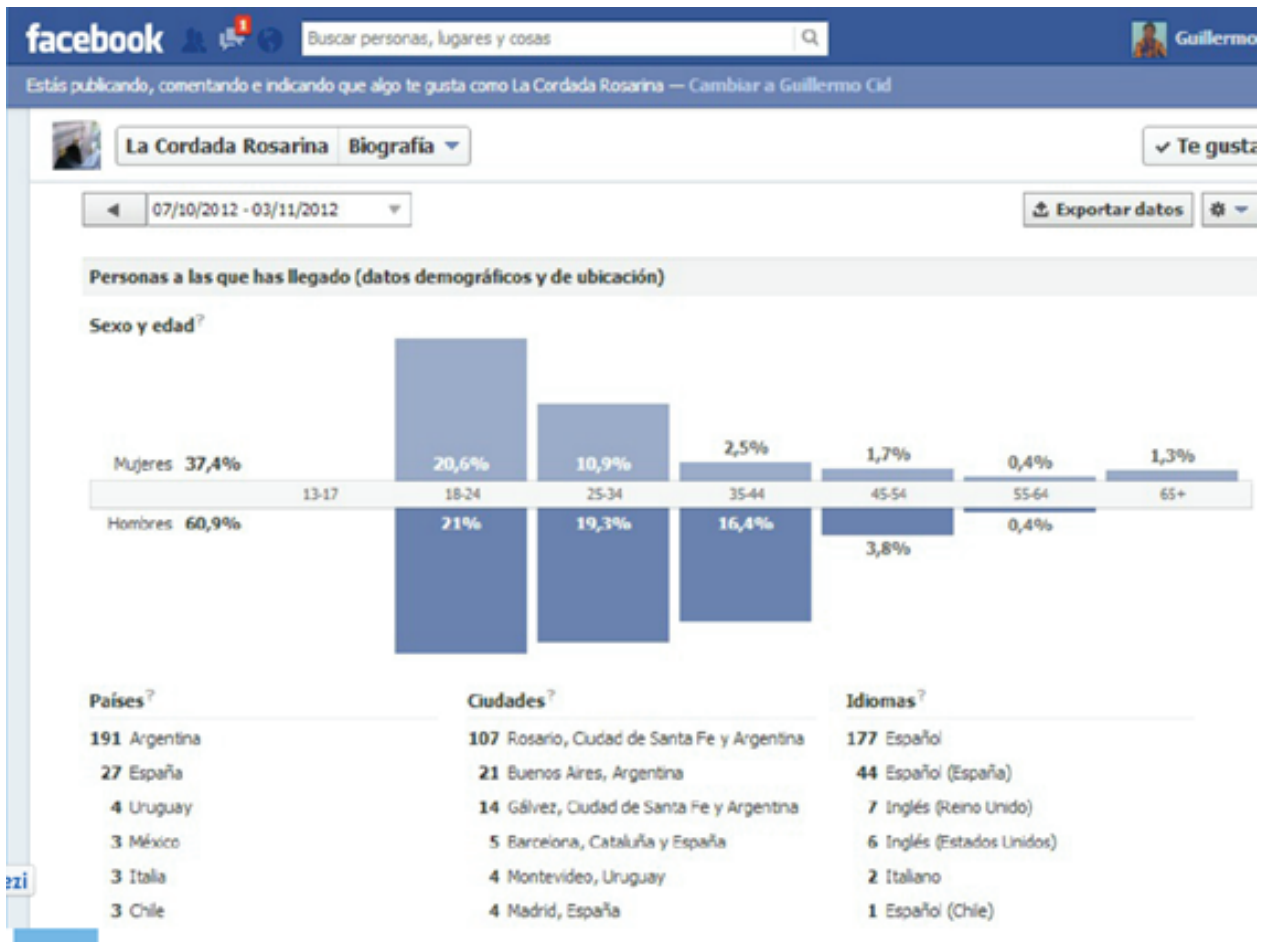 facebook 1 Buscar personas, lugares y cosas Guillermo
Estás publicando, comentando e indicando que algo te gusta como La Cordada Rosarina — Cambiar a Guillermo Cid
La Cordada Rosarina Biografía Te gusta
07/10/2012 - 03/11/2012 Exportar datos
Personas a las que has llegado (datos demográficos y de ubicación)
Sexo y edad?
2,5% 1,7% 1,3%
Mujeres 37,4% 20,6% 10,9% 0,4%
13-17 18-24 25-34 35-44 45-54 55-64 65+
Hombres 60,9% 21% 19,3% 16,4% 0,4%
3,8%
Países? Ciudades? Idiomas?
191 Argentina 107 Rosario, Ciudad de Santa Fe y Argentina 177 Español
27 España 21 Buenos Aires, Argentina 44 Español (España)
4 Uruguay 14 Gálvez, Ciudad de Santa Fe y Argentina 7 Inglés (Reino Unido)
3 México 5 Barcelona, Cataluña y España 6 Inglés (Estados Unidos)
ezi 3 Italia 4 Montevideo, Uruguay 2 Italiano
3 Chile 4 Madrid, España 1 Español (Chile)